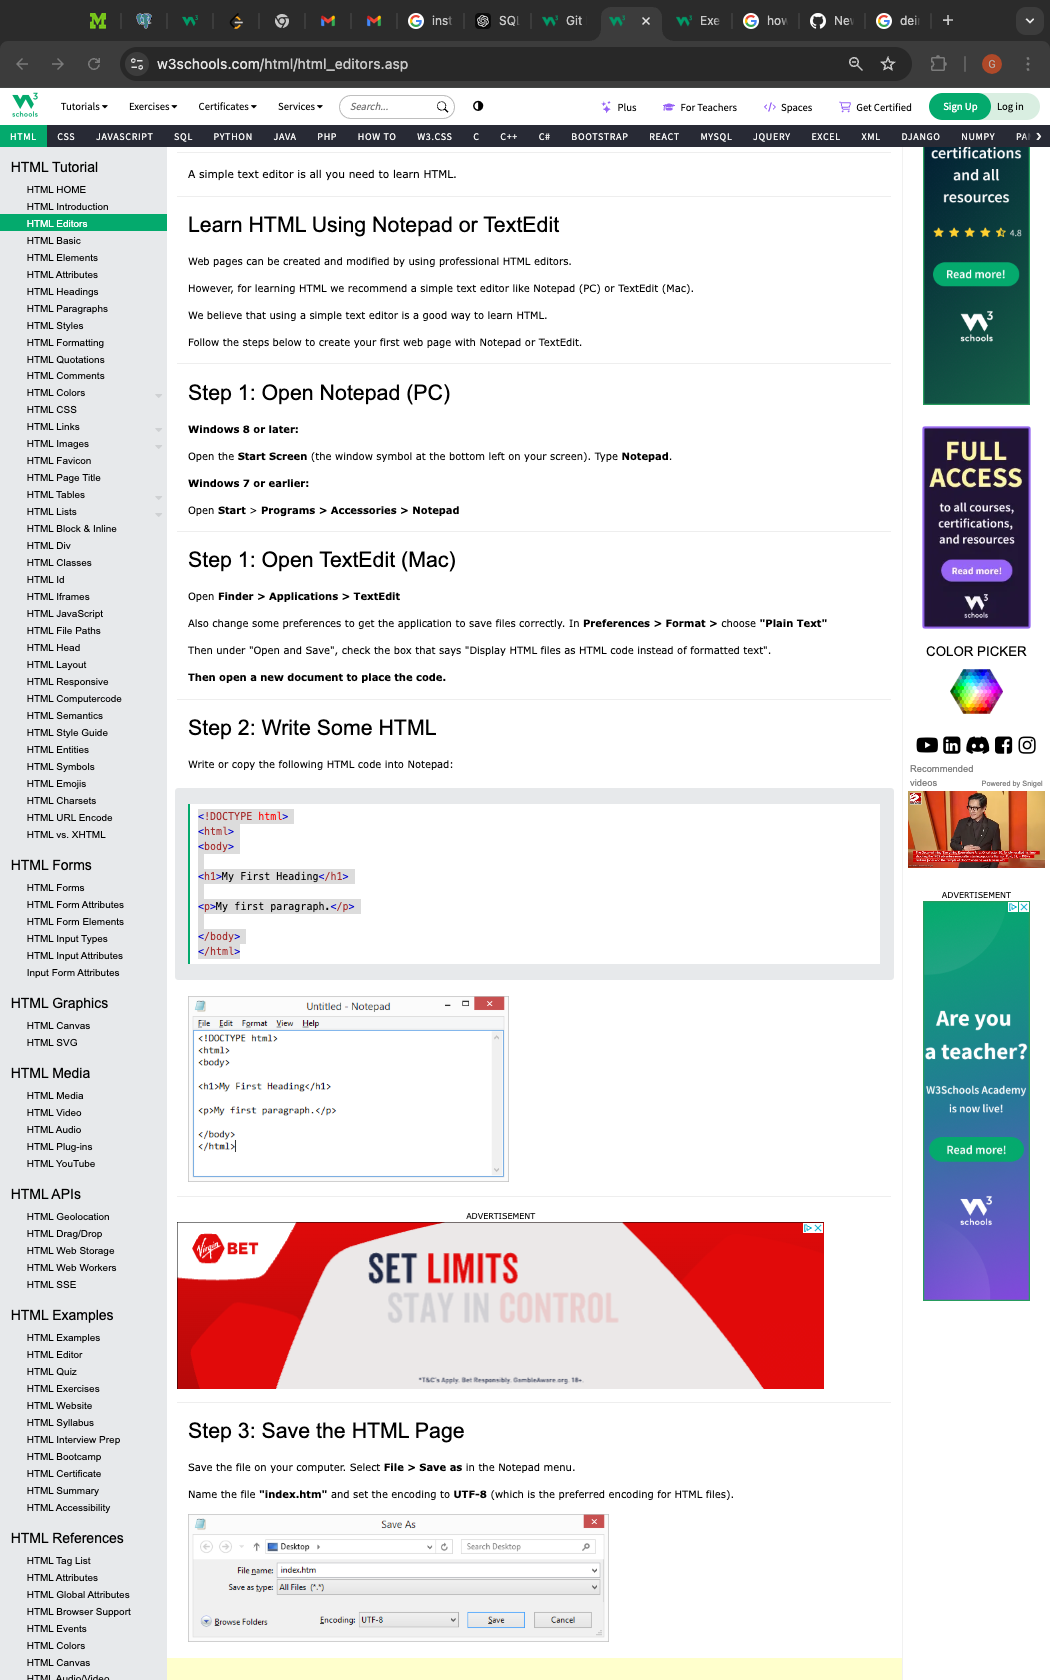 inst
SQL
Git
Exe
how
Nev
dei
w3schools.com/html/html_editors.asp
G
3
schools
Tutorials
Exercises
Certificates
Services
Search...
Plus
For Teachers
Spaces
Get Certified
Sign Up
Log in
HTML CSS JAVASCRIPT SQL PYTHON JAVA PHP HOW TO W3.CSS C C++ C# BOOTSTRAP REACT MYSQL JQUERY EXCEL XML DJANGO NUMPY
HTML Tutorial
HTML HOME
HTML Introduction
HTML Editors
HTML Basic
HTML Elements
HTML Attributes
HTML Headings
HTML Paragraphs
HTML Styles
HTML Formatting
HTML Quotations
HTML Comments
HTML Colors
HTML CSS
HTML Links
HTML Images
HTML Favicon
HTML Page Title
HTML Tables
HTML Lists
HTML Block & Inline
HTML Div
HTML Classes
HTML Id
HTML Iframes
HTML JavaScript
HTML File Paths
HTML Head
HTML Layout
HTML Responsive
HTML Computercode
HTML Semantics
HTML Style Guide
HTML Entities
HTML Symbols
HTML Emojis
HTML Charsets
HTML URL Encode
HTML vs. XHTML
HTML Forms
HTML Forms
HTML Form Attributes
HTML Form Elements
HTML Input Types
HTML Input Attributes
Input Form Attributes
HTML Graphics
HTML Canvas
HTML SVG
HTML Media
HTML Media
HTML Video
HTML Audio
HTML Plug-ins
HTML YouTube
HTML APIs
HTML Geolocation
HTML Drag/Drop
HTML Web Storage
HTML Web Workers
HTML SSE
HTML Examples
HTML Examples
HTML Editor
HTML Quiz
HTML Exercises
HTML Website
HTML Syllabus
HTML Interview Prep
HTML Bootcamp
HTML Certificate
HTML Summary
HTML Accessibility
HTML References
HTML Tag List
HTML Attributes
HTML Global Attributes
HTML Browser Support
HTML Events
HTML Colors
HTML Canvas
HTML Audio/Video
A simple text editor is all you need to learn HTML.
Learn HTML Using Notepad or TextEdit
Web pages can be created and modified by using professional HTML editors.
However, for learning HTML we recommend a simple text editor like Notepad (PC) or TextEdit (Mac).
We believe that using a simple text editor is a good way to learn HTML.
Follow the steps below to create your first web page with Notepad or TextEdit.
Step 1: Open Notepad (PC)
Windows 8 or later:
Open the Start Screen (the window symbol at the bottom left on your screen). Type Notepad.
Windows 7 or earlier:
Open Start > Programs > Accessories > Notepad
Step 1: Open TextEdit (Mac)
Open Finder > Applications > TextEdit
Also change some preferences to get the application to save files correctly. In Preferences > Format > choose "Plain Text"
Then under "Open and Save", check the box that says "Display HTML files as HTML code instead of formatted text".
Then open a new document to place the code.
Step 2: Write Some HTML
Write or copy the following HTML code into Notepad:
<!DOCTYPE html>
<html>
<body>
<h1>My First Heading</h1>
<p>My first paragraph.</p>
</body>
</html>
Untitled - Notepad
File Edit Format View Help
<!DOCTYPE html>
<html>
<body>
<h1>My First Heading</h1>
<p>My first paragraph.</p>
</body>
</html>
ADVERTISEMENT
Virgin BET
SET LIMITS
STAY IN CONTROL
*T&C's Apply. Bet Responsibly. GambleAware.org. 18+.
Step 3: Save the HTML Page
Save the file on your computer. Select File > Save as in the Notepad menu.
Name the file "index.htm" and set the encoding to UTF-8 (which is the preferred encoding for HTML files).
Save As
Desktop
Search Desktop
File name: index.htm
Save as type: All Files (*.*)
Browse Folders
Encoding: UTF-8
Save
Cancel
certifications
and all
resources
4.8
Read more!
3
schools
FULL
ACCESS
to all courses,
certifications,
and resources
Read more!
3
schools
COLOR PICKER
Recommended
videos
Powered by Snigel
ADVERTISEMENT
Are you
a teacher?
W3Schools Academy
is now live!
Read more!
3
schools